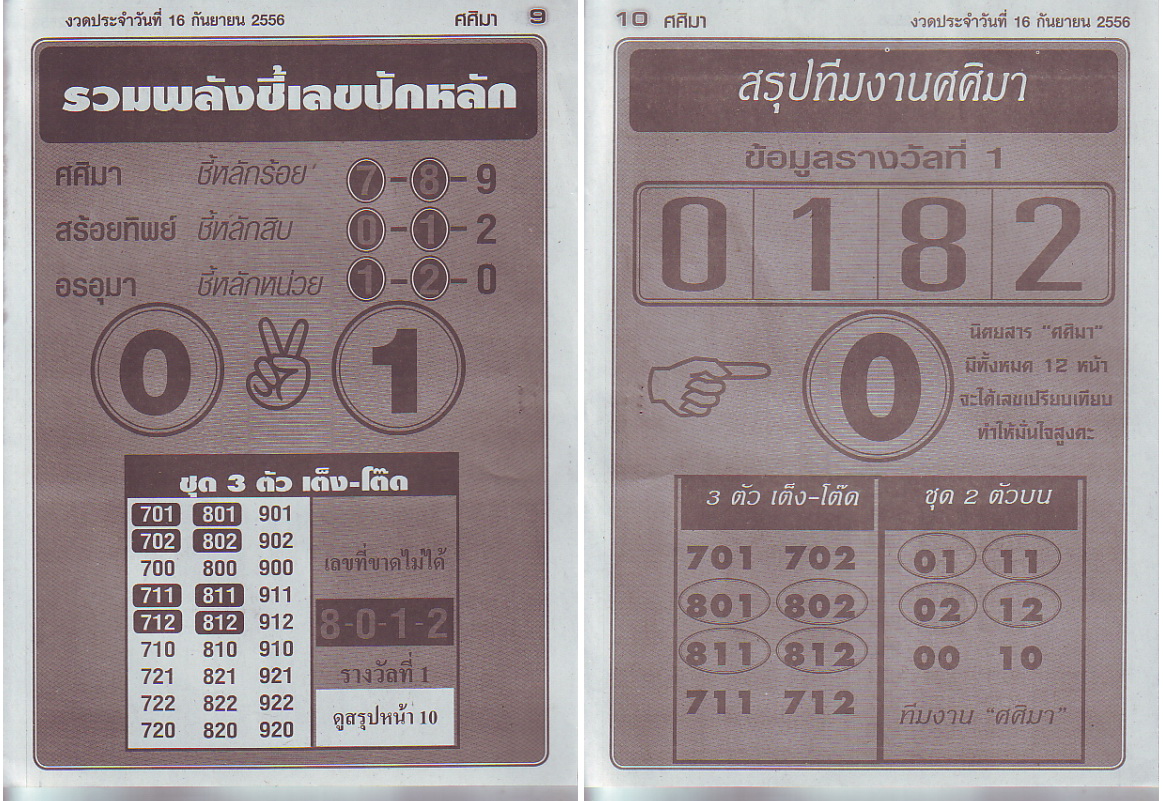 งวดประจำวันที่ 16 กันยายน 2556 ศศิมา 9
รวมพลังชี้เลขปักหลัก
ศศิมา ชี้หลักร้อย 7-8-9
สร้อยทิพย์ ชี้หลักสิบ 0-1-2
อรอุมา ชี้หลักหน่วย 1-2-0
0 1
ชุด 3 ตัว เต็ง-โต๊ด
701 801 901
702 802 902
700 800 900
711 811 911
712 812 912
710 810 910
721 821 921
722 822 922
720 820 920
เลขที่ขาดไม่ได้
8-0-1-2
รางวัลที่ 1
ดูสรุปหน้า 10
10 ศศิมา งวดประจำวันที่ 16 กันยายน 2556
สรุปทีมงานศศิมา
ข้อมูลรางวัลที่ 1
0 1 8 2
0
นิตยสาร "ศศิมา"
มีทั้งหมด 12 หน้า
จะได้เลขเปรียบเทียบ
ทำให้มั่นใจสูงค่ะ
3 ตัว เต็ง-โต๊ด
701 702
801 802
811 812
711 712
ชุด 2 ตัวบน
01 11
02 12
00 10
ทีมงาน "ศศิมา"